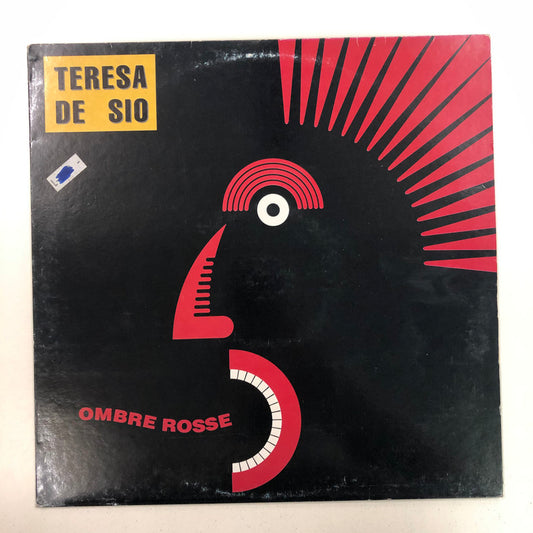 TERESA
DE SIO
OMBRE ROSSE